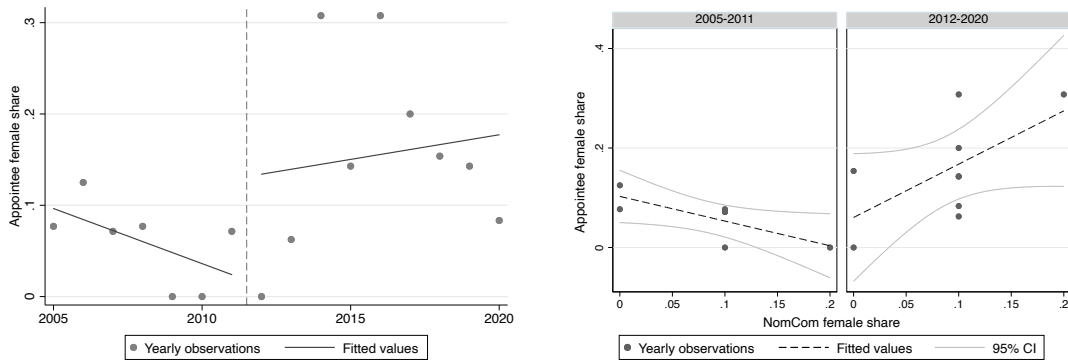 Appointee female share
.3
.2
.1
0
2005 2010 2015 2020
Yearly observations Fitted values
2005-2011 2012-2020
Appointee female share
.4
.2
0
0 .05 .1 .15 .2 0 .05 .1 .15 .2
NomCom female share
Yearly observations Fitted values 95% CI